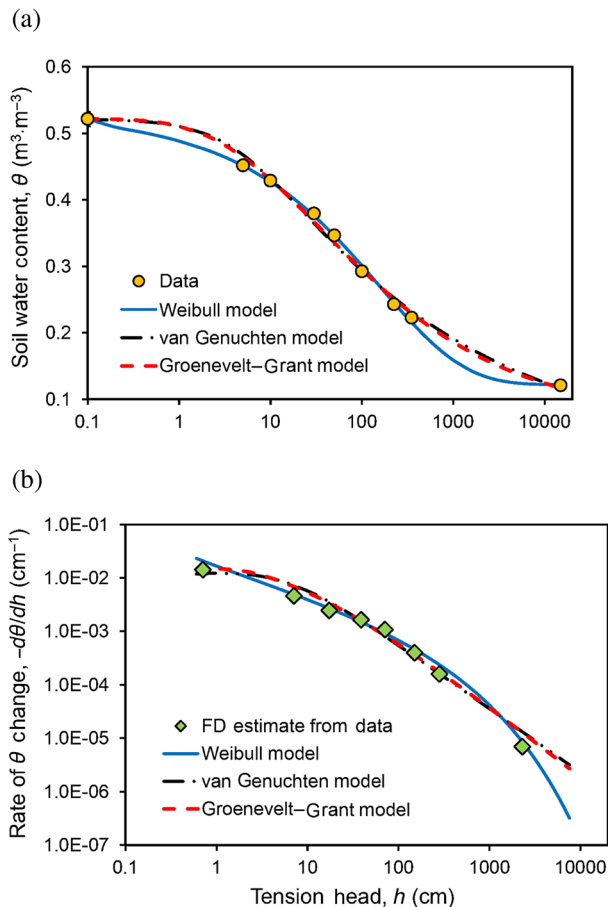 (a)
Soil water content, θ (m³·m⁻³)
0.6
0.5
0.4
0.3
0.2
0.1
Data
Weibull model
van Genuchten model
Groenevelt–Grant model
0.1 1 10 100 1000 10000
(b)
Rate of θ change, −dθ/dh (cm⁻¹)
1.0E-01
1.0E-02
1.0E-03
1.0E-04
1.0E-05
1.0E-06
1.0E-07
FD estimate from data
Weibull model
van Genuchten model
Groenevelt–Grant model
0.1 1 10 100 1000 10000
Tension head, h (cm)